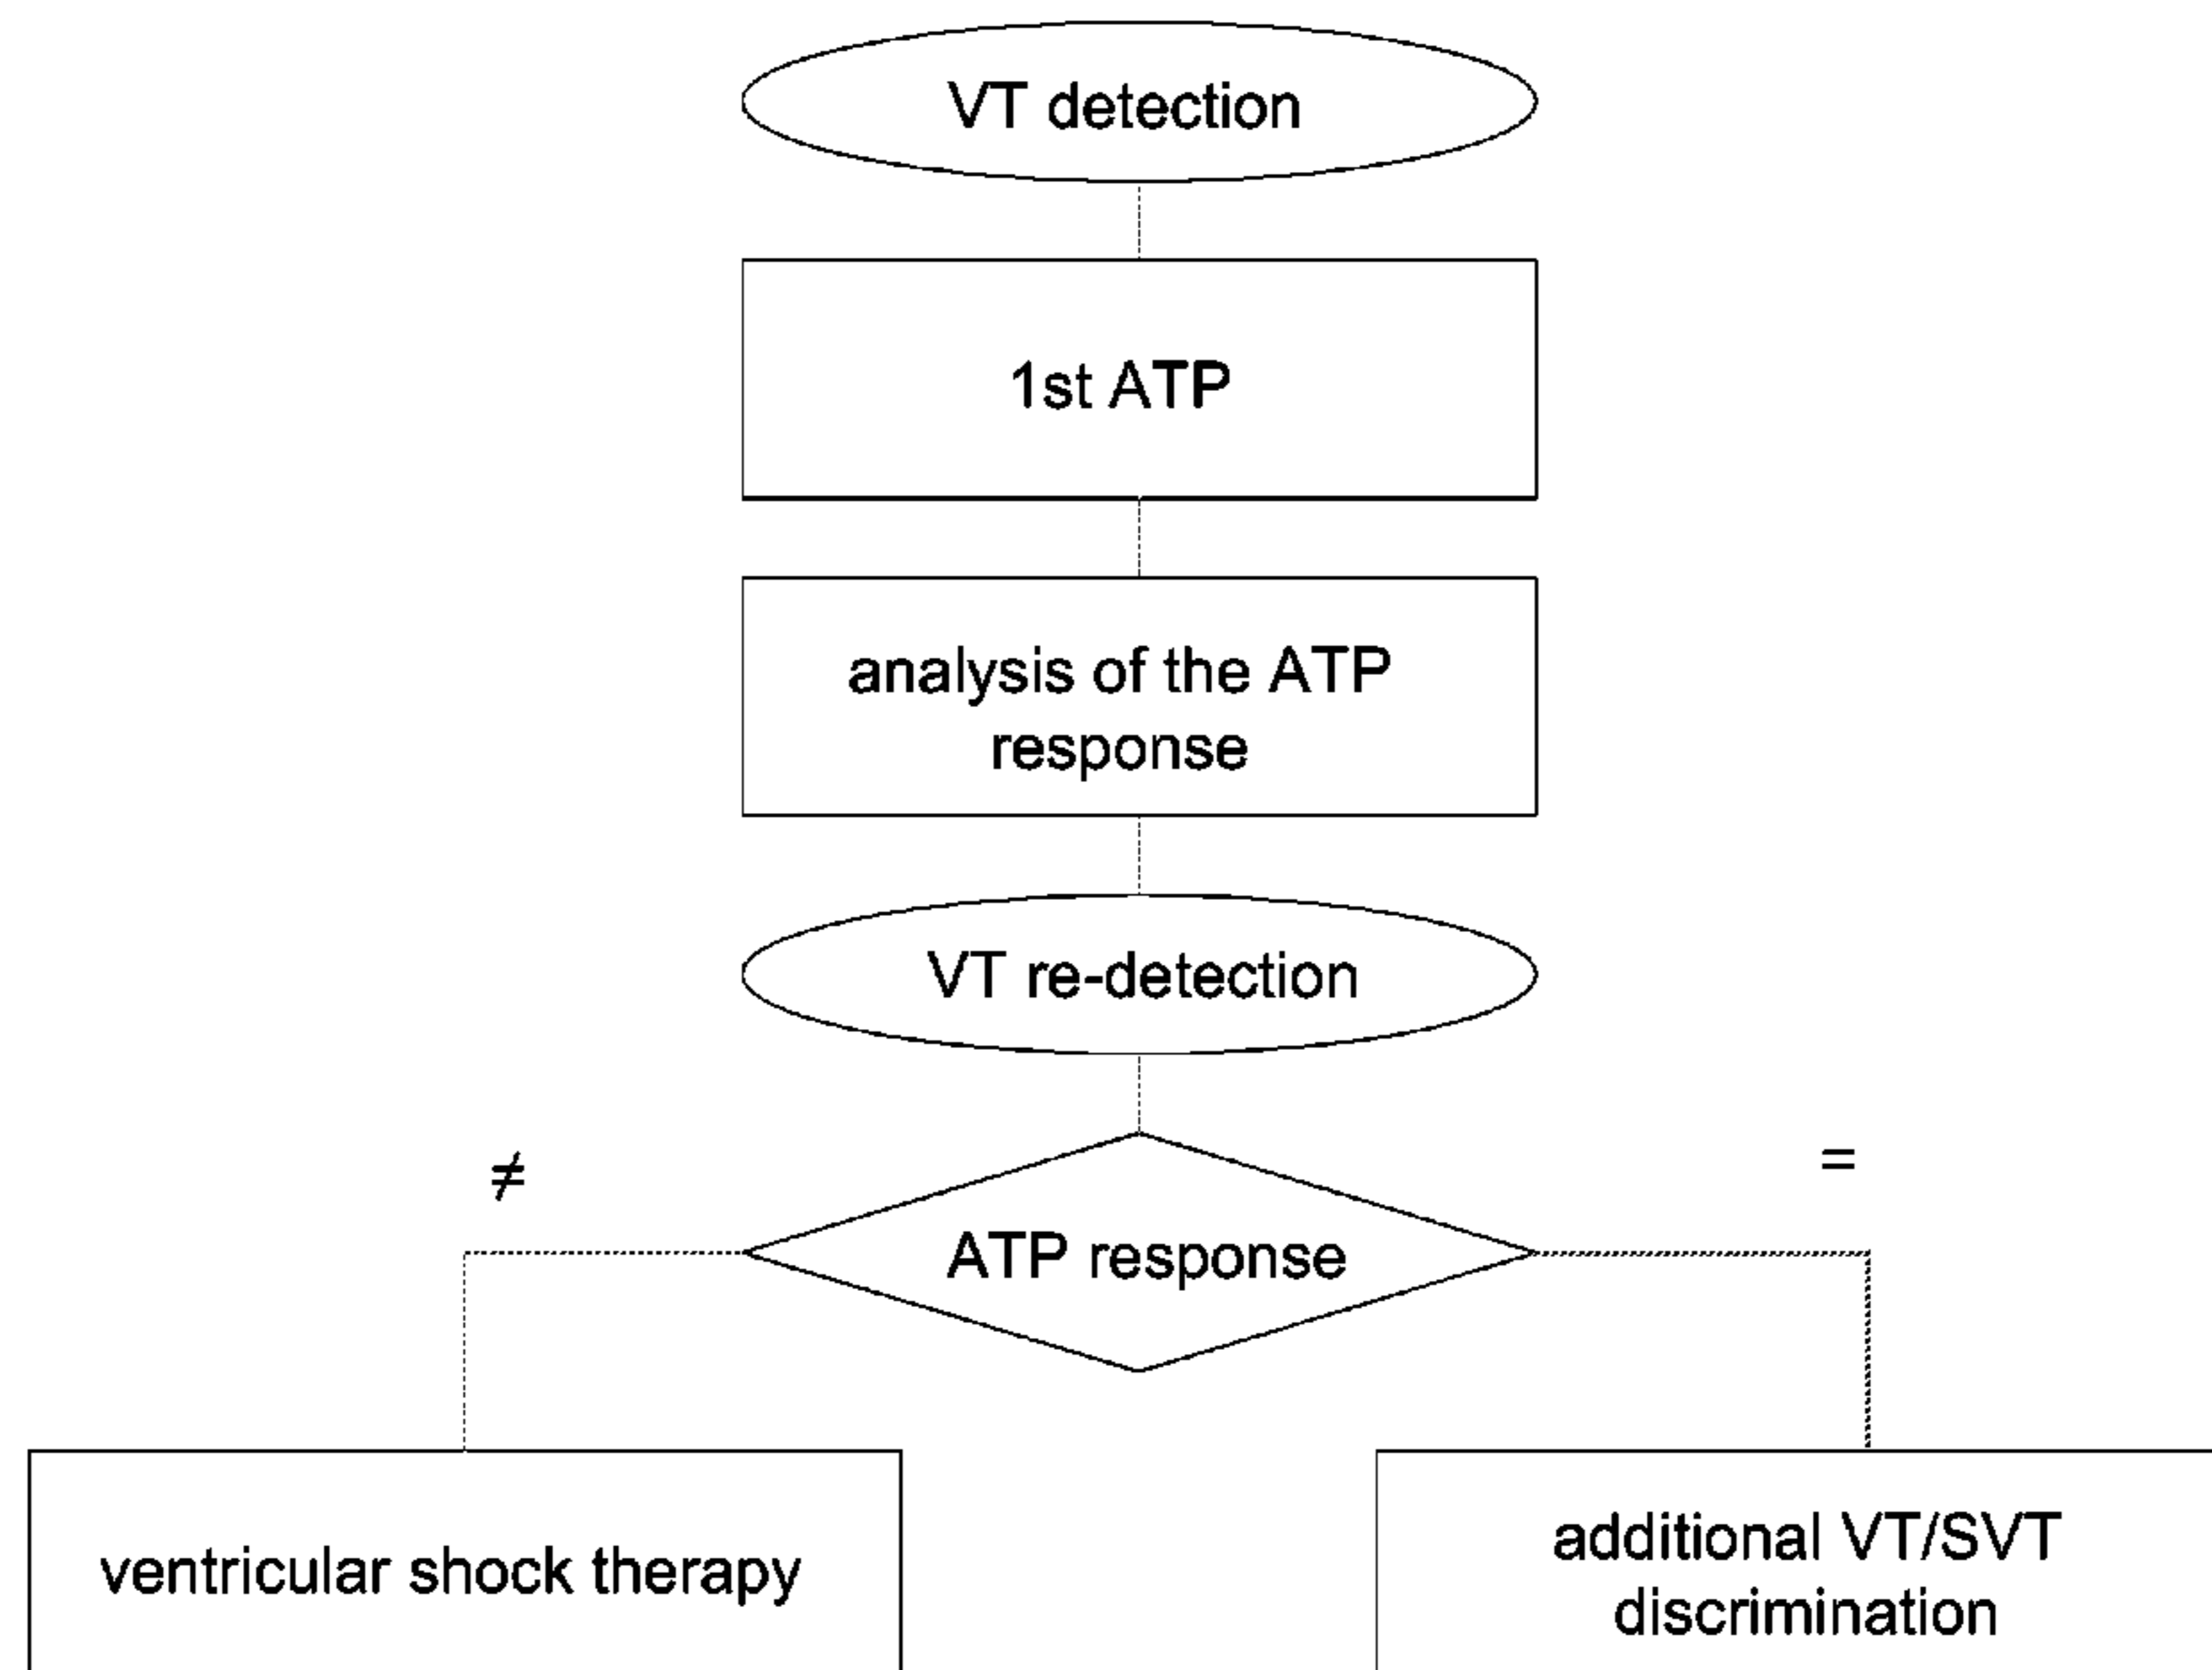 VT detection
1st ATP
analysis of the ATP
response
VT re-detection
≠
=
ATP response
ventricular shock therapy
additional VT/SVT
discrimination